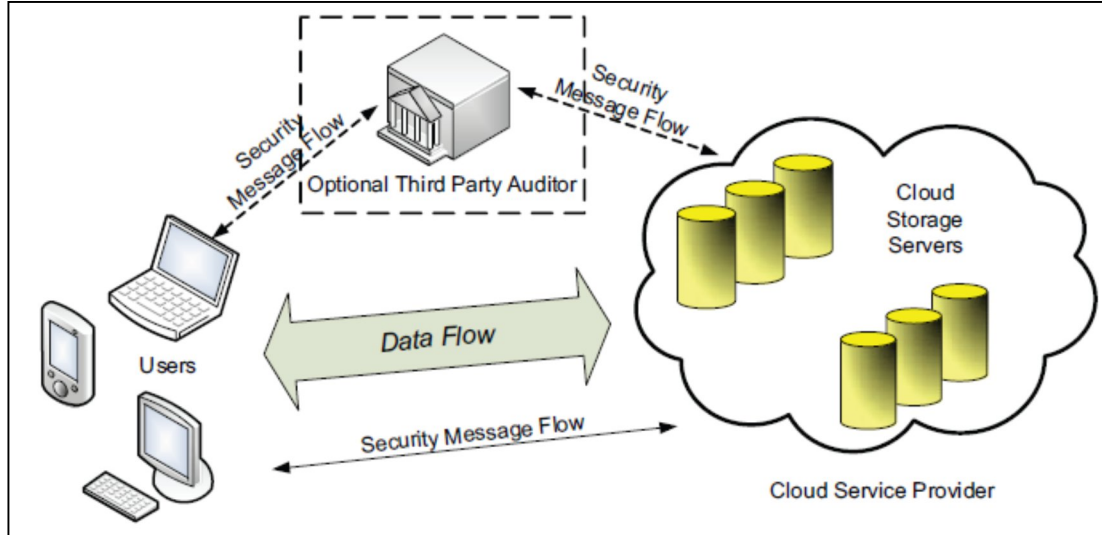 Security
Message Flow
Optional Third Party Auditor
Security
Message Flow
Cloud
Storage
Servers
Users
Data Flow
Security Message Flow
Cloud Service Provider